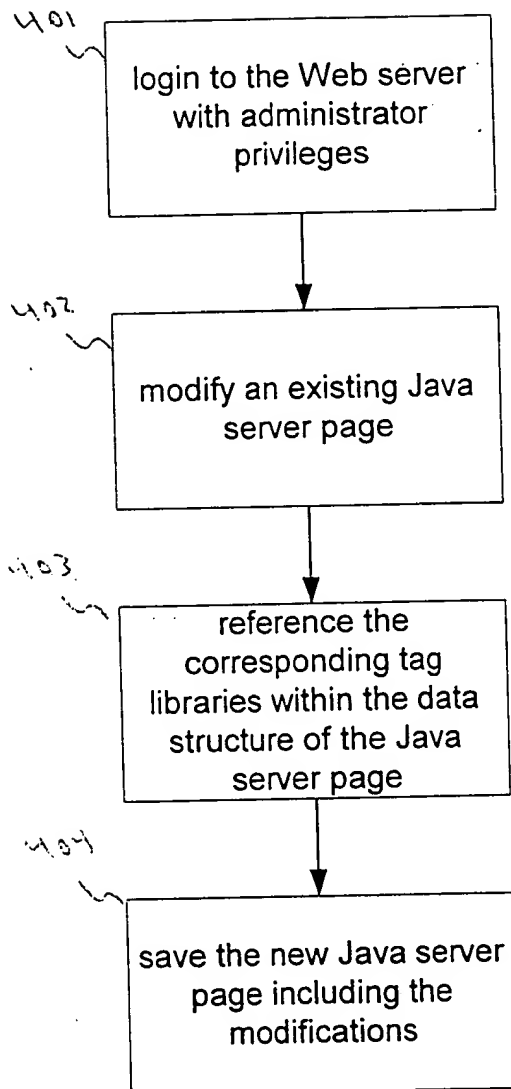 401
login to the Web server
with administrator
privileges
402
modify an existing Java
server page
403
reference the
corresponding tag
libraries within the data
structure of the Java
server page
404
save the new Java server
page including the
modifications